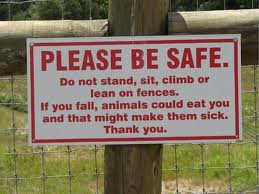 PLEASE BE SAFE.
Do not stand, sit, climb or
lean on fences.
If you fall, animals could eat you
and that might make them sick.
Thank you.